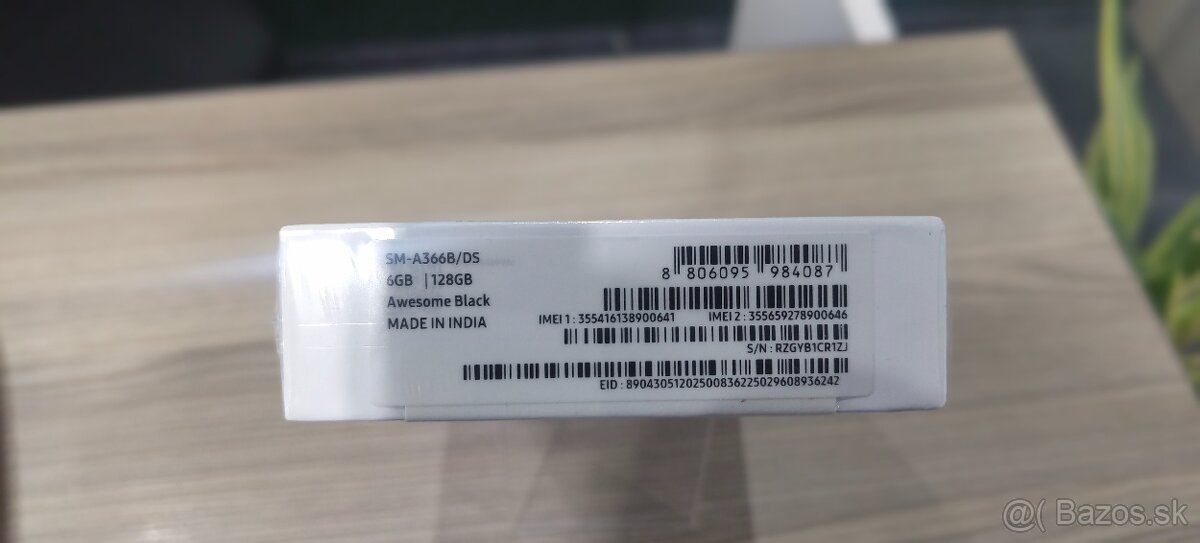 SM-A366B/DS
6GB | 128GB
Awesome Black
MADE IN INDIA
8 806095 984087
IMEI 1 : 355416138900641 IMEI 2 : 355659278900646
S/N : RZGYB1CR1ZJ
EID : 89043051202500836225029608936242
@( Bazos.sk